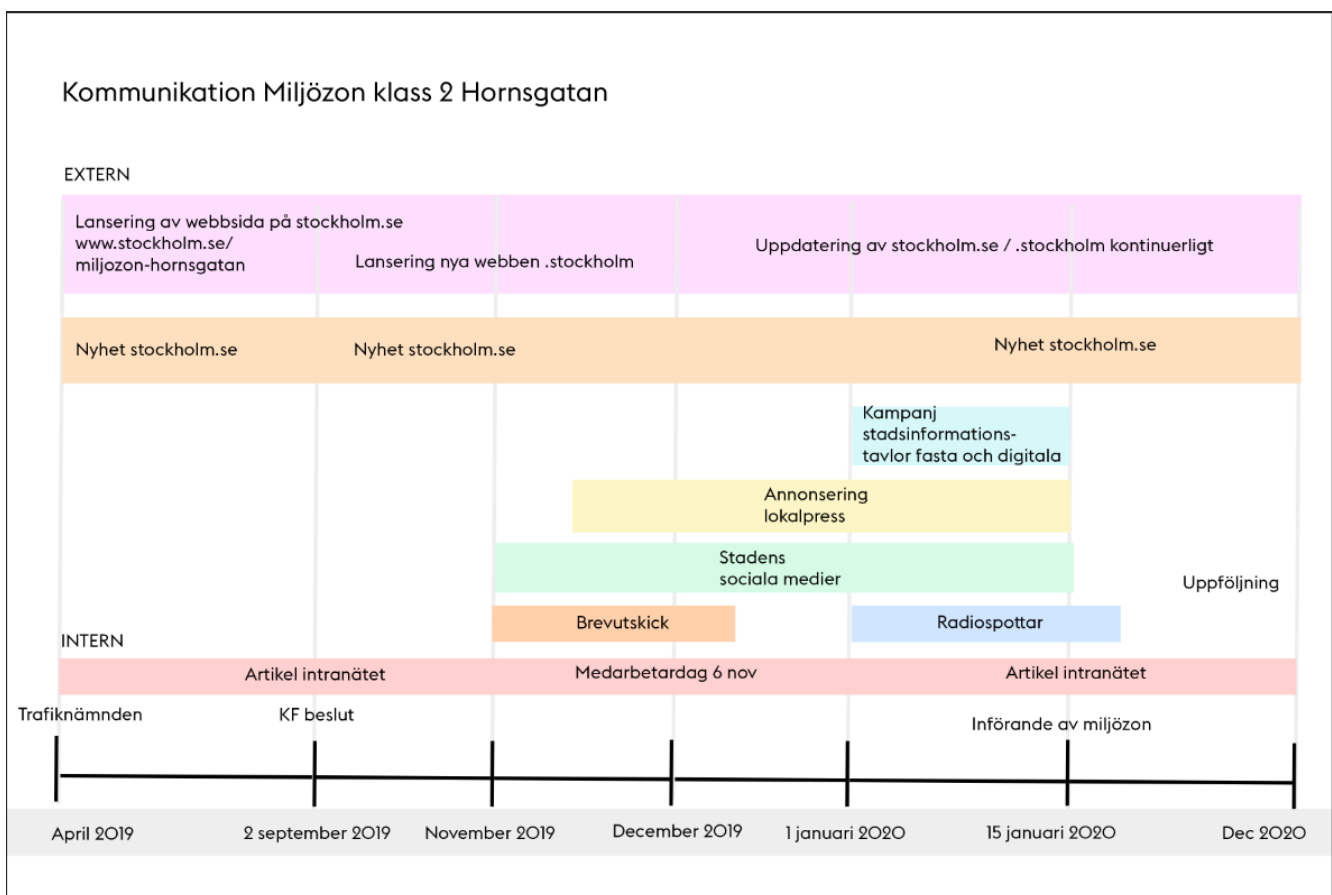 Kommunikation Miljözon klass 2 Hornsgatan
EXTERN
Lansering av webbsida på stockholm.se
www.stockholm.se/
miljozon-hornsgatan
Lansering nya webben .stockholm
Uppdatering av stockholm.se / .stockholm kontinuerligt
Nyhet stockholm.se
Nyhet stockholm.se
Nyhet stockholm.se
Kampanj
stadsinformations-
tavlor fasta och digitala
Annonsering
lokalpress
Stadens
sociala medier
Uppföljning
Brevutskick
Radiospottar
INTERN
Artikel intranätet
Medarbetardag 6 nov
Artikel intranätet
Trafiknämnden
KF beslut
Införande av miljözon
April 2019
2 september 2019
November 2019
December 2019
1 januari 2020
15 januari 2020
Dec 2020